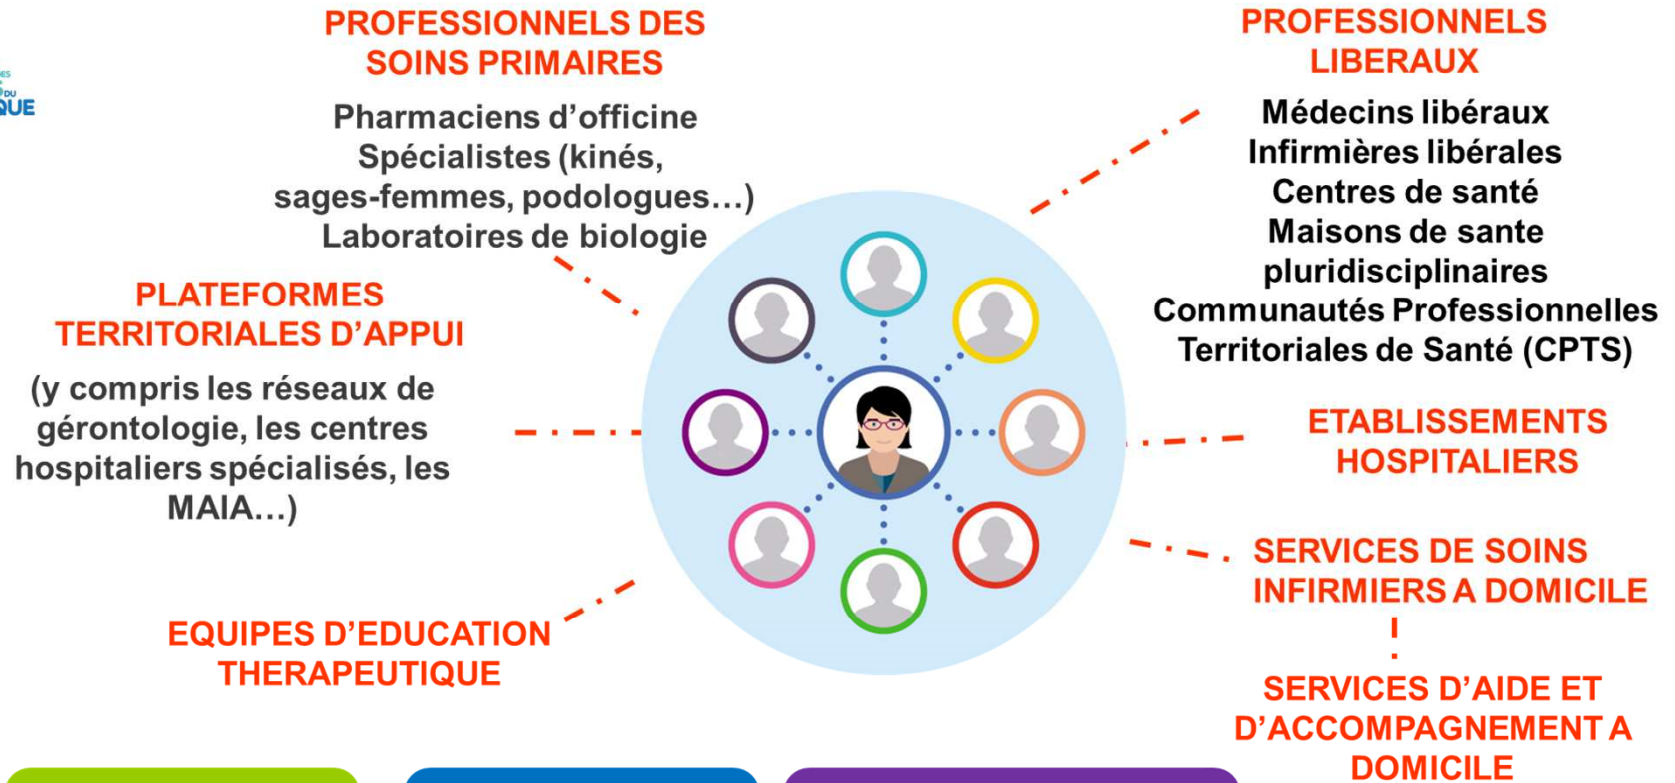 DES
DU
QUE
PROFESSIONNELS DES
SOINS PRIMAIRES
Pharmaciens d’officine
Spécialistes (kinés,
sages-femmes, podologues…)
Laboratoires de biologie
PROFESSIONNELS
LIBERAUX
Médecins libéraux
Infirmières libérales
Centres de santé
Maisons de sante
pluridisciplinaires
Communautés Professionnelles
Territoriales de Santé (CPTS)
PLATEFORMES
TERRITORIALES D’APPUI
(y compris les réseaux de
gérontologie, les centres
hospitaliers spécialisés, les
MAIA…)
ETABLISSEMENTS
HOSPITALIERS
SERVICES DE SOINS
INFIRMIERS A DOMICILE
EQUIPES D’EDUCATION
THERAPEUTIQUE
SERVICES D’AIDE ET
D’ACCOMPAGNEMENT A
DOMICILE